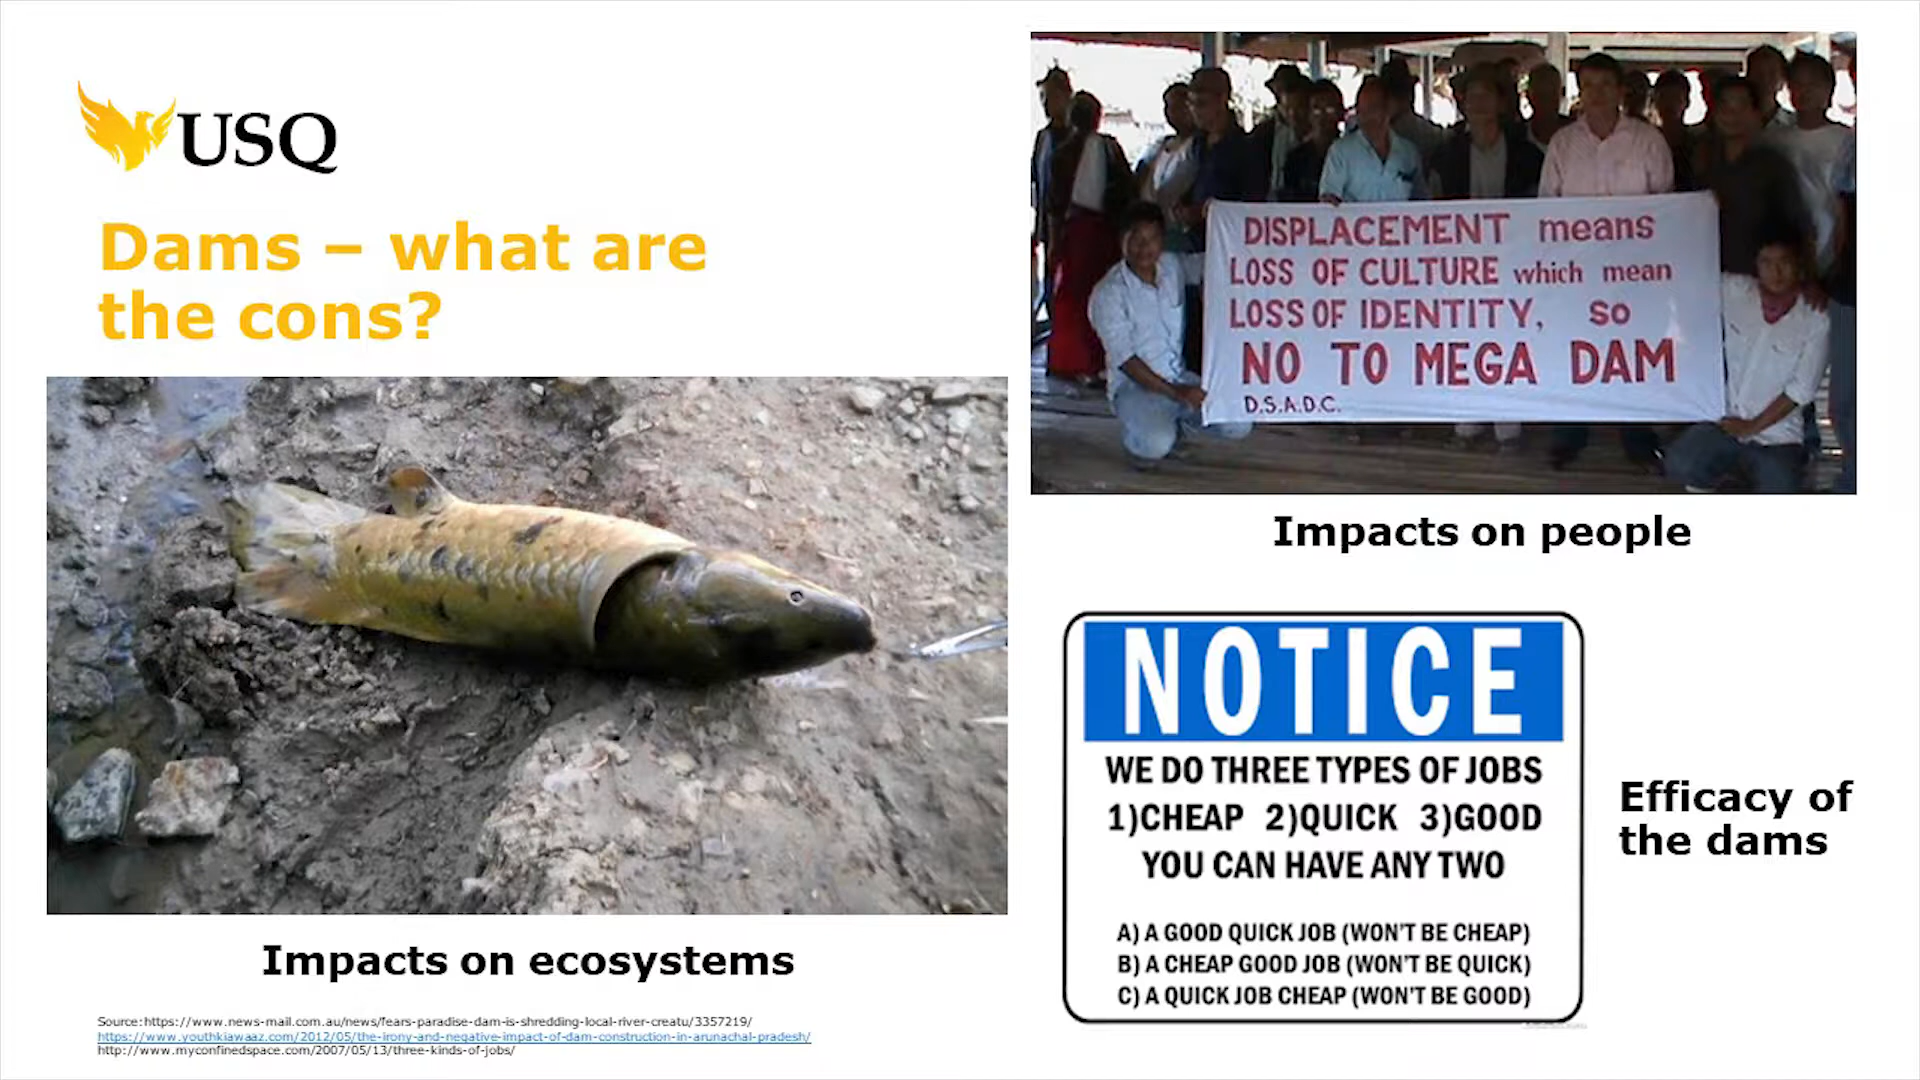 USQ
Dams – what are
the cons?
DISPLACEMENT means
LOSS OF CULTURE which mean
LOSS OF IDENTITY, so
NO TO MEGA DAM
D.S.A.D.C.
Impacts on people
NOTICE
WE DO THREE TYPES OF JOBS
1)CHEAP 2)QUICK 3)GOOD
YOU CAN HAVE ANY TWO
A) A GOOD QUICK JOB (WON'T BE CHEAP)
B) A CHEAP GOOD JOB (WON'T BE QUICK)
C) A QUICK JOB CHEAP (WON'T BE GOOD)
Efficacy of
the dams
Impacts on ecosystems
Source: https://www.news-mail.com.au/news/fears-paradise-dam-is-shredding-local-river-creatu/3357219/
https://www.youthkiawaaz.com/2012/05/the-irony-and-negative-impact-of-dam-construction-in-arunachal-pradesh/
http://www.myconfinedspace.com/2007/05/13/three-kinds-of-jobs/